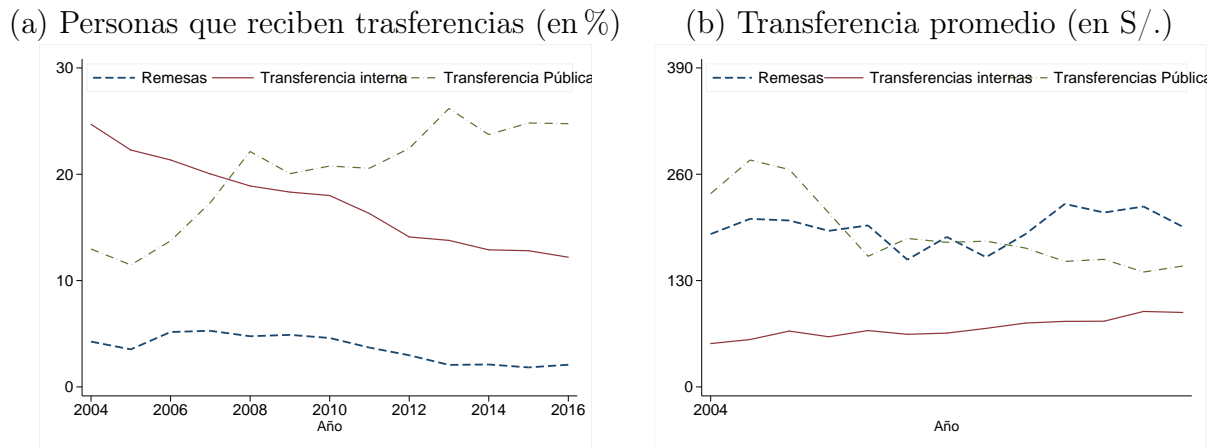 (a) Personas que reciben trasferencias (en %)
30
20
10
0
Remesas
Transferencia interna
Transferencia Pública
2004 2006 2008 2010 2012 2014 2016
Año
(b) Transferencia promedio (en S/.)
390
260
130
0
Remesas
Transferencias internas
Transferencias Pública
2004
Año